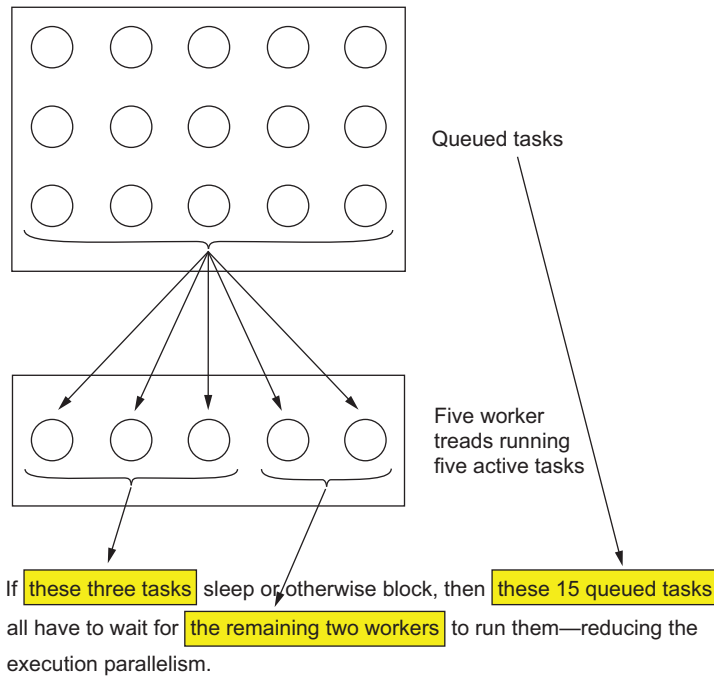 Queued tasks
Five worker
treads running
five active tasks
If these three tasks sleep or otherwise block, then these 15 queued tasks
all have to wait for the remaining two workers to run them—reducing the
execution parallelism.